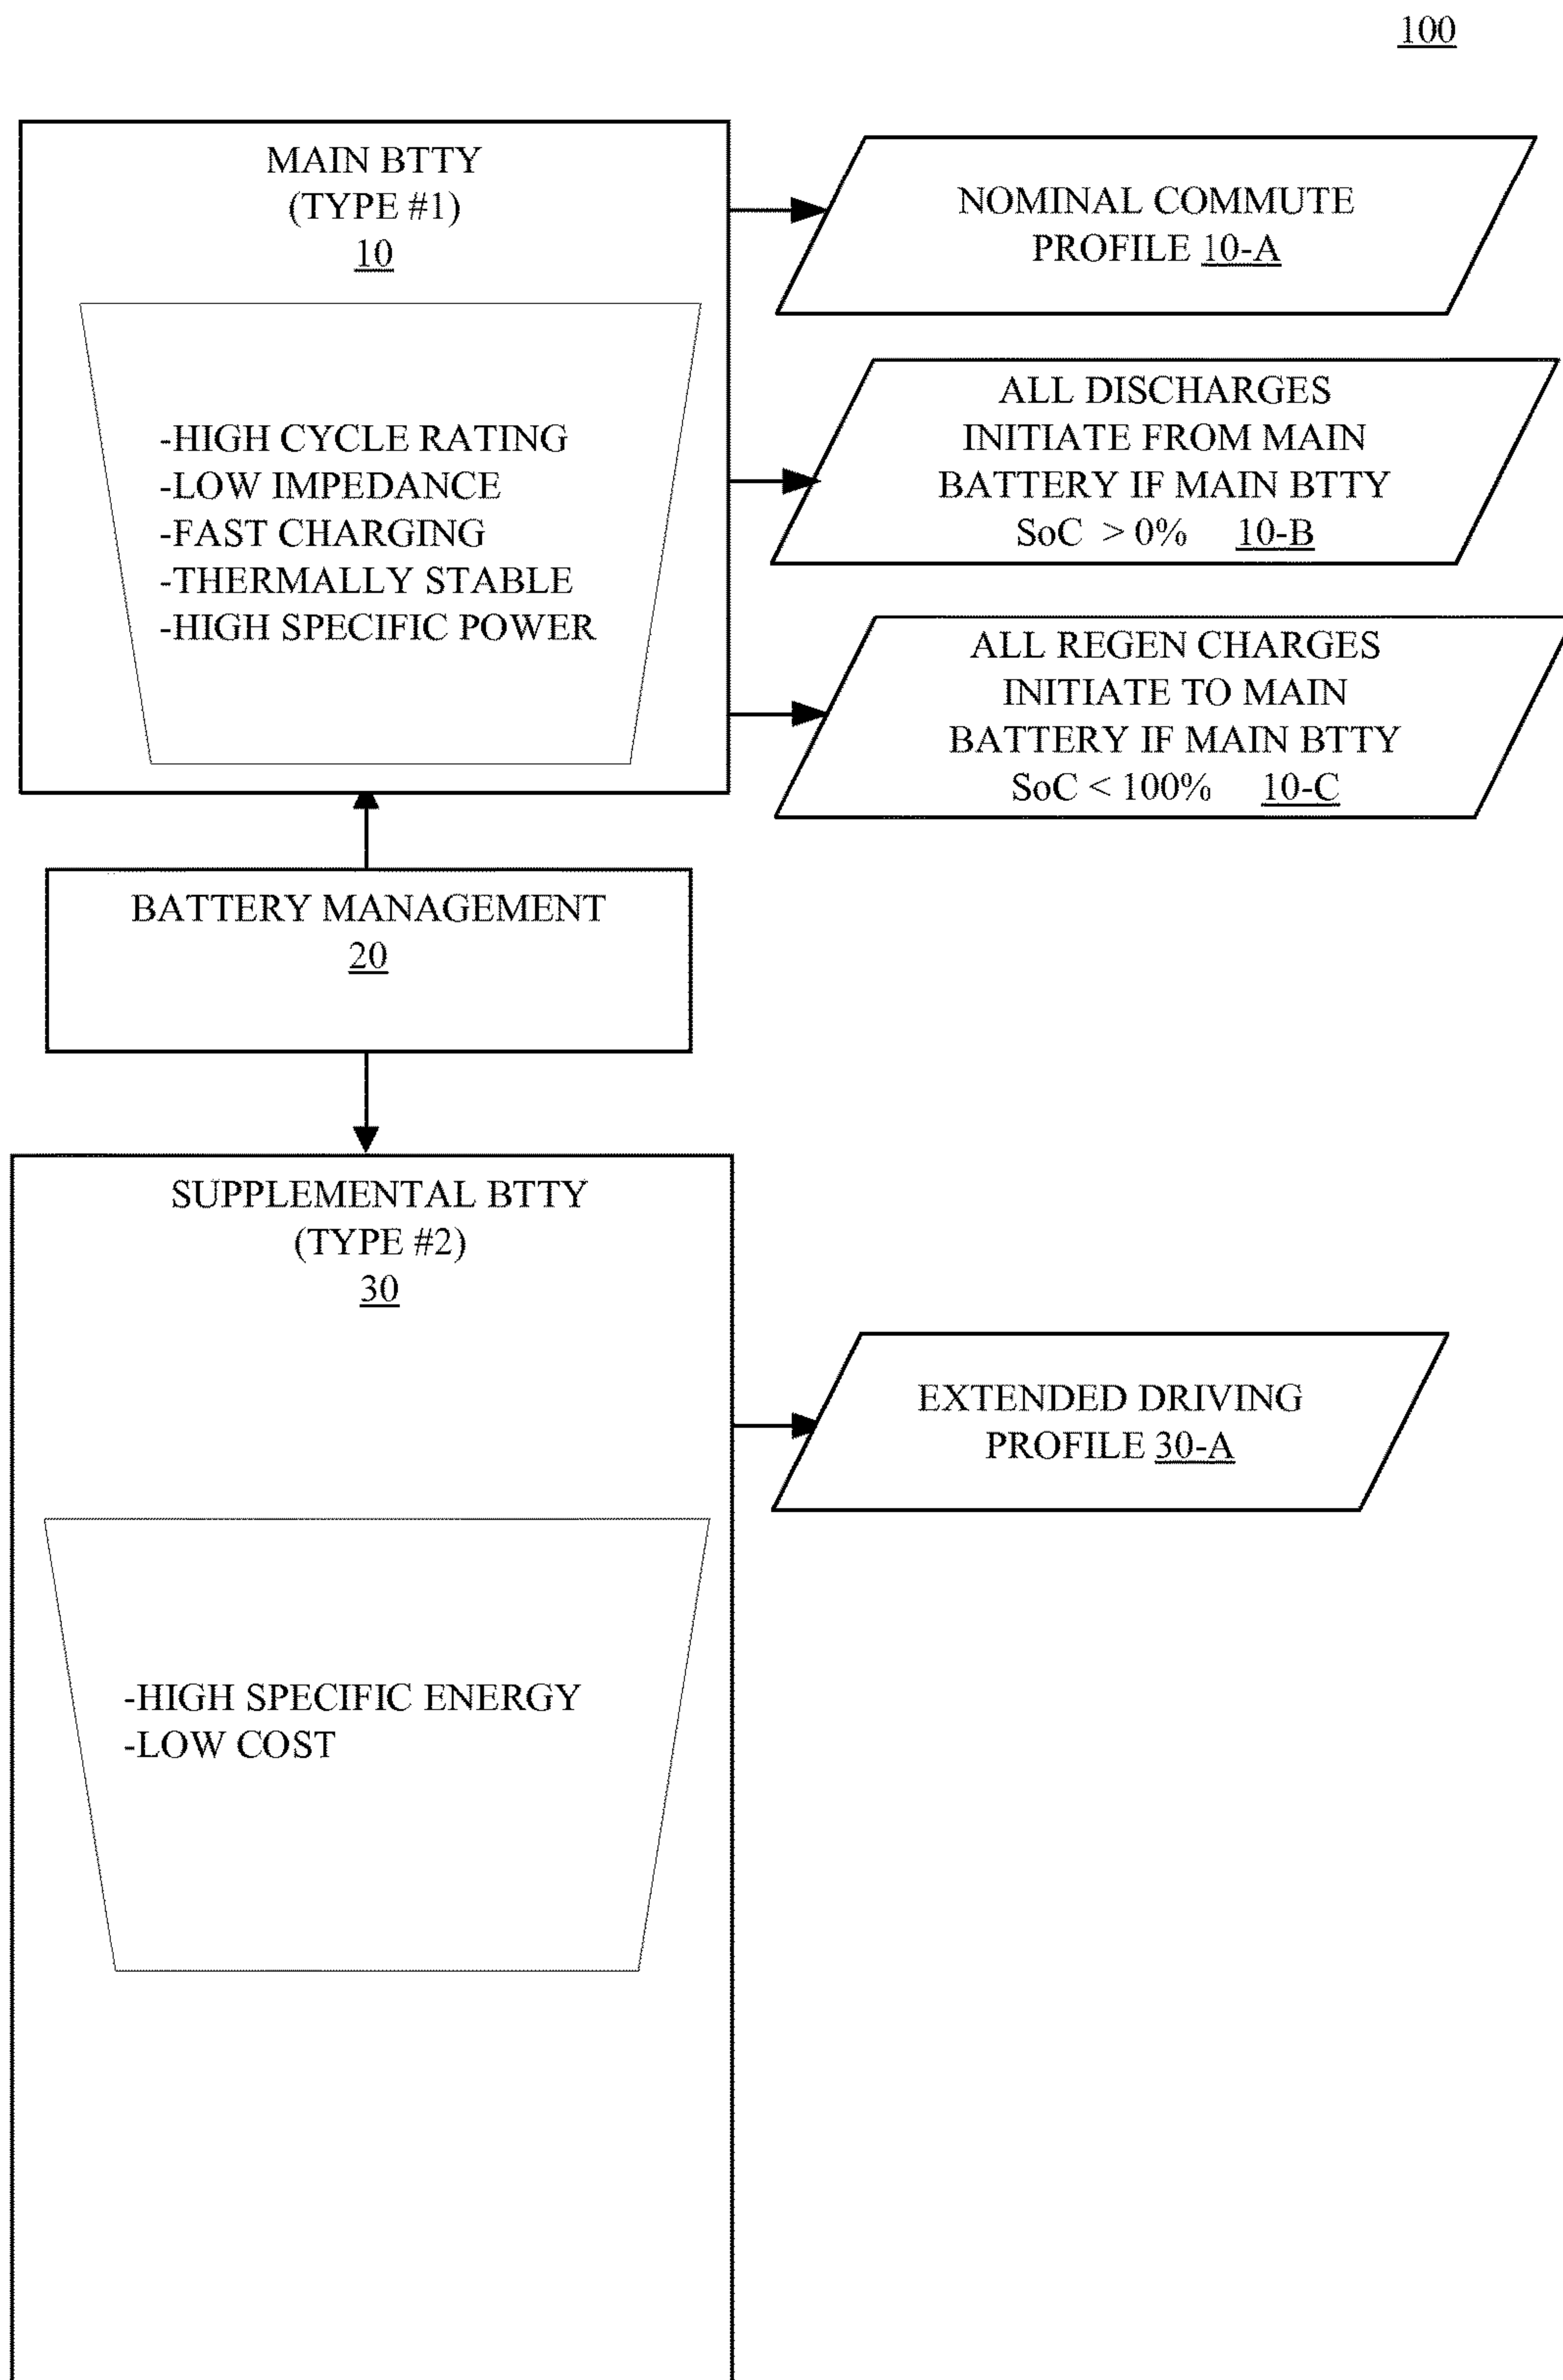 100
MAIN BTTY
(TYPE #1)
10
-HIGH CYCLE RATING
-LOW IMPEDANCE
-FAST CHARGING
-THERMALLY STABLE
-HIGH SPECIFIC POWER
NOMINAL COMMUTE
PROFILE 10-A
ALL DISCHARGES
INITIATE FROM MAIN
BATTERY IF MAIN BTTY
SoC > 0% 10-B
ALL REGEN CHARGES
INITIATE TO MAIN
BATTERY IF MAIN BTTY
SoC < 100% 10-C
BATTERY MANAGEMENT
20
SUPPLEMENTAL BTTY
(TYPE #2)
30
-HIGH SPECIFIC ENERGY
-LOW COST
EXTENDED DRIVING
PROFILE 30-A